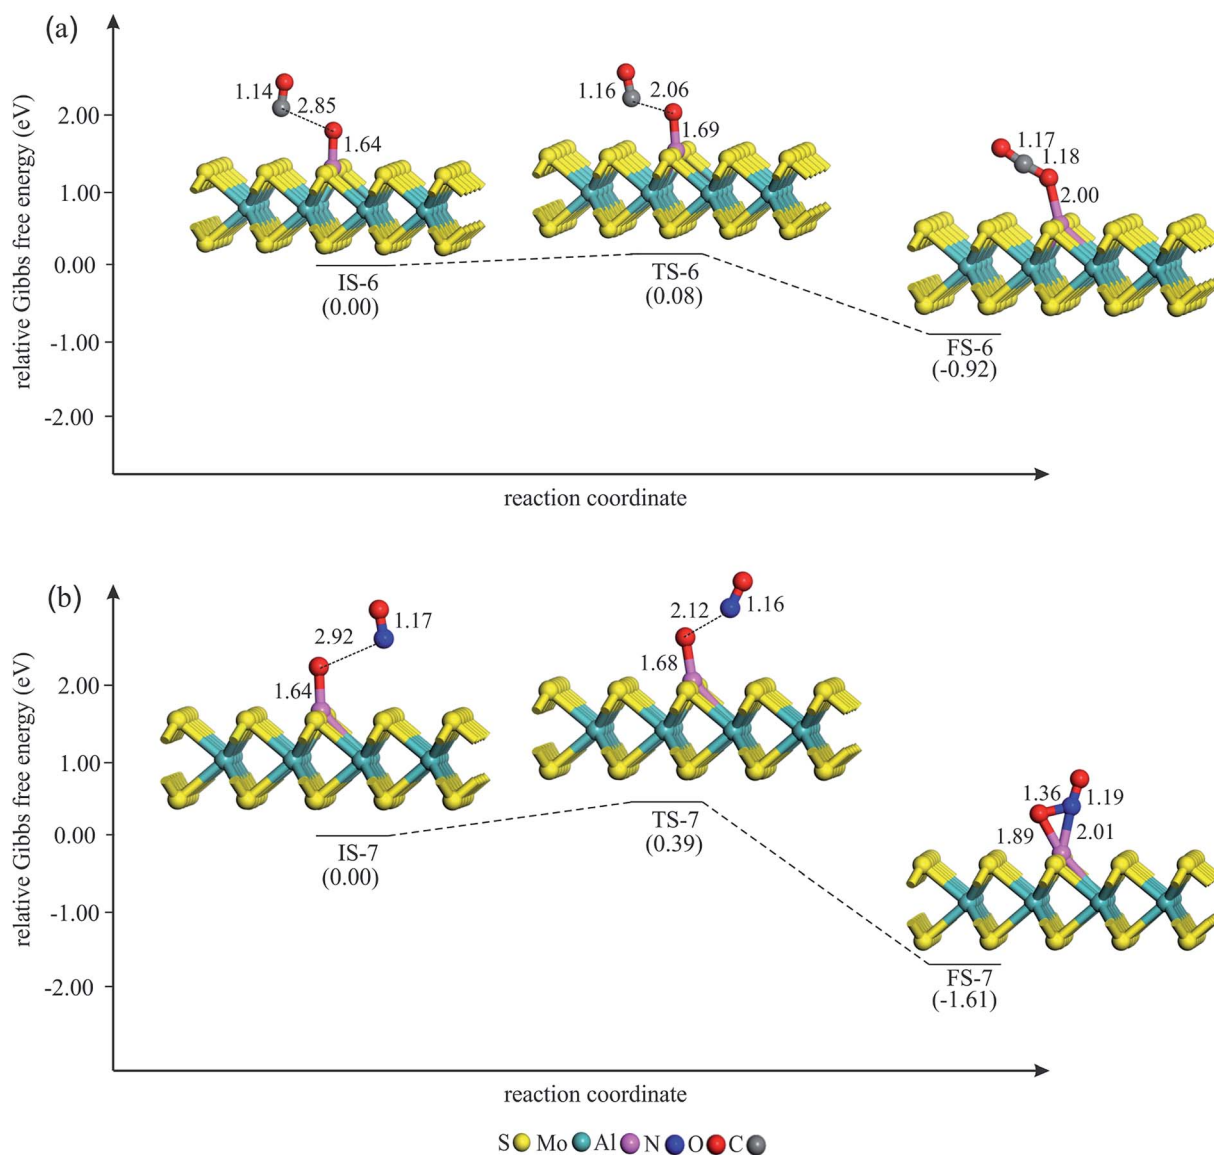 (a)
relative Gibbs free energy (eV)
2.00
1.00
0.00
-1.00
-2.00
1.14
2.85
1.64
IS-6
(0.00)
1.16
2.06
1.69
TS-6
(0.08)
1.17
1.18
2.00
FS-6
(-0.92)
reaction coordinate
(b)
relative Gibbs free energy (eV)
2.00
1.00
0.00
-1.00
-2.00
2.92
1.17
1.64
IS-7
(0.00)
2.12
1.16
1.68
TS-7
(0.39)
1.36
1.19
1.89
2.01
FS-7
(-1.61)
reaction coordinate
S Mo Al N O C